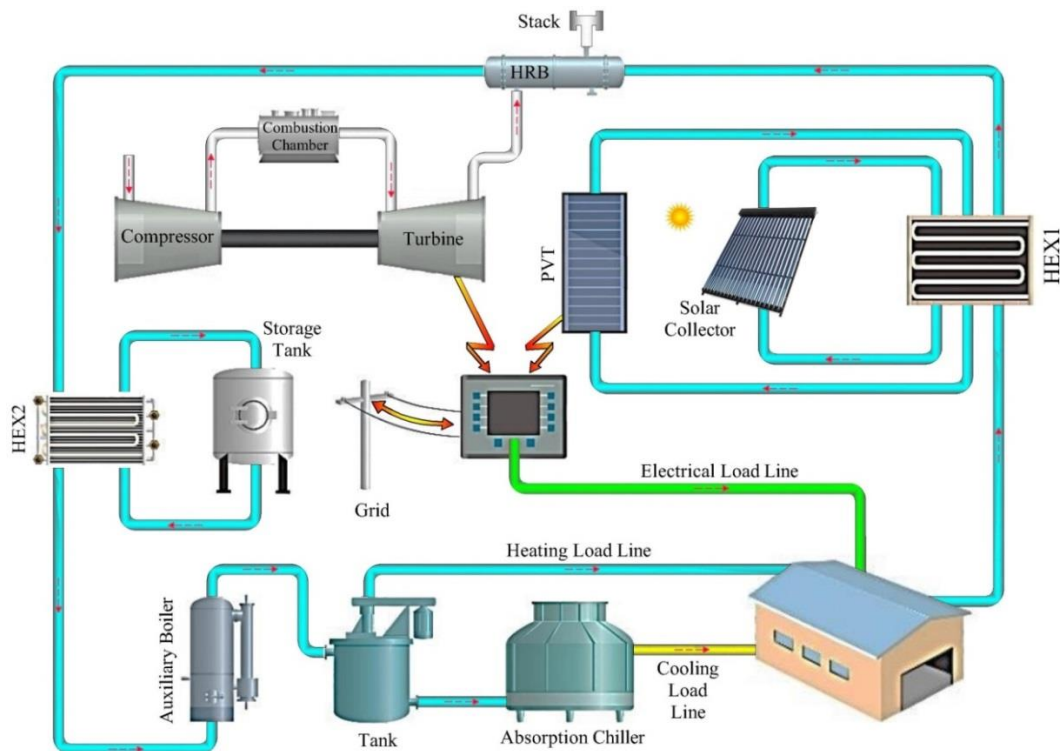 Stack
HRB
Combustion
Chamber
Compressor
Turbine
PVT
Solar
Collector
HEX1
Storage
Tank
HEX2
Grid
Electrical Load Line
Heating Load Line
Auxiliary Boiler
Tank
Absorption Chiller
Cooling
Load
Line